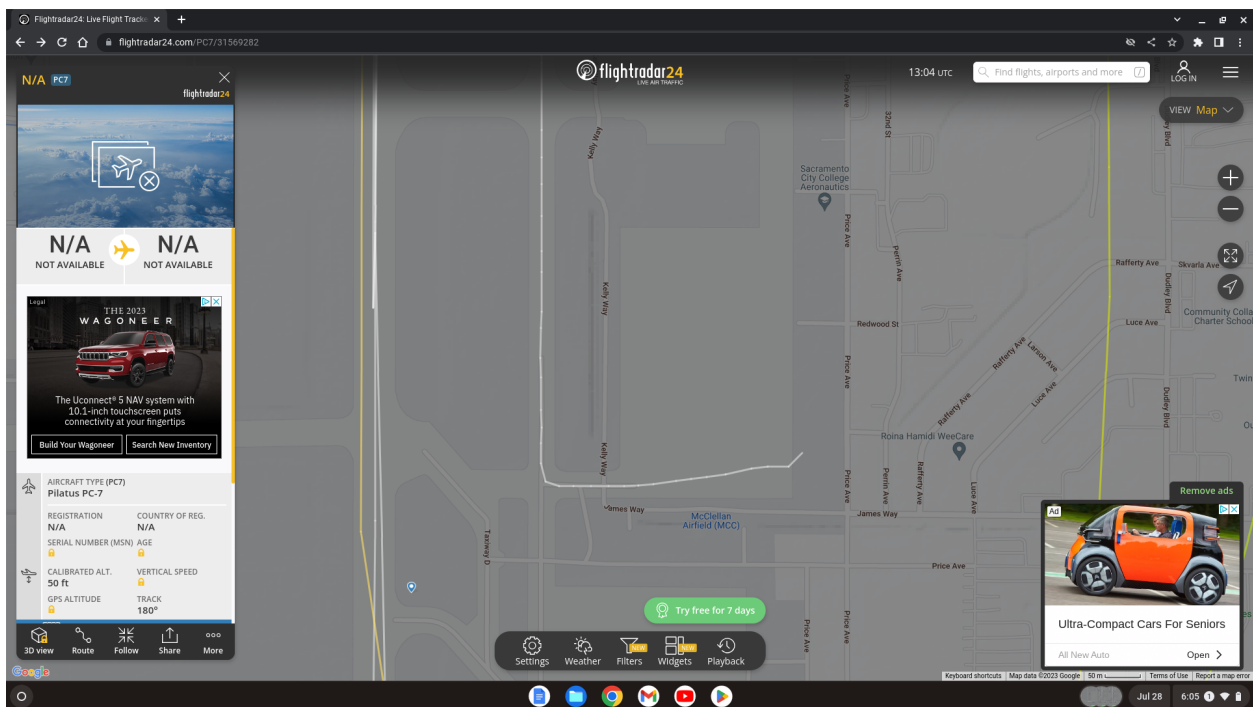 Flightradar24: Live Flight Tracke
flightradar24.com/PC7/31569282
N/A PC7
flightradar24
N/A
NOT AVAILABLE
N/A
NOT AVAILABLE
Legal
THE 2023
WAGONEER
The Uconnect® 5 NAV system with
10.1-inch touchscreen puts
connectivity at your fingertips
Build Your Wagoneer
Search New Inventory
AIRCRAFT TYPE (PC7)
Pilatus PC-7
REGISTRATION
N/A
COUNTRY OF REG.
N/A
SERIAL NUMBER (MSN)
AGE
CALIBRATED ALT.
50 ft
VERTICAL SPEED
GPS ALTITUDE
TRACK
180°
3D view
Route
Follow
Share
More
Google
flightradar24
LIVE AIR TRAFFIC
13:04 UTC
Find flights, airports and more
/
LOG IN
VIEW Map
Kelly Way
Kelly Way
Kelly Way
Price Ave
32nd St
Sacramento
City College
Aeronautics
Price Ave
Perrin Ave
Redwood St
Price Ave
Rafferty Ave
Skvarla Ave
Dudley Blvd
Community Colla
Charter School
Luce Ave
Rafferty Ave
Larson Ave
Luce Ave
Twin
Dudley Blvd
Rafferty Ave
Roina Hamidi WeeCare
Price Ave
Perrin Ave
Rafferty Ave
Luce Ave
James Way
McClellan
Airfield (MCC)
James Way
Taxiway D
Price Ave
Price Ave
Price Ave
Try free for 7 days
Settings
Weather
NEW
Filters
NEW
Widgets
Playback
Remove ads
Ad
Ultra-Compact Cars For Seniors
All New Auto
Open
Keyboard shortcuts
Map data ©2023 Google
50 m
Terms of Use
Report a map error
Jul 28
6:05
1